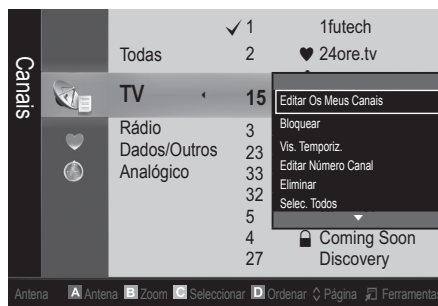 Canais
1 1futech
Todas 2 ♥ 24ore.tv
TV 15
Rádio 3
Dados/Outros 23
Analógico 33
32
5
4 Coming Soon
27 Discovery
Editar Os Meus Canais
Bloquear
Vis. Temporiz.
Editar Número Canal
Eliminar
Selec. Todos
Antena A Antena B Zoom C Seleccionar D Ordenar Página Ferramenta